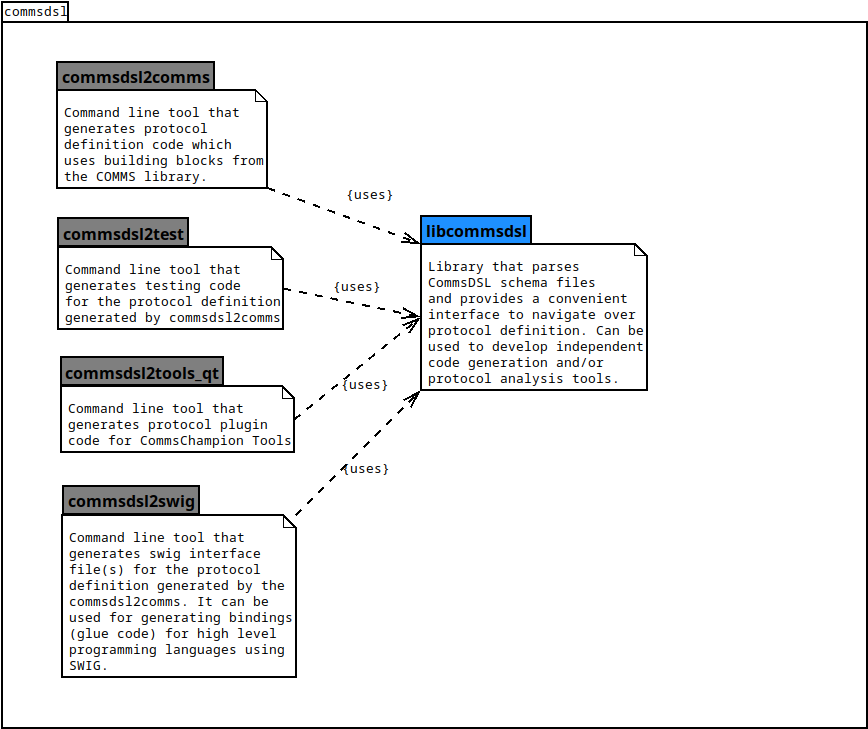 commsdsl
commsdsl2comms
Command line tool that
generates protocol
definition code which
uses building blocks from
the COMMS library.
{uses}
commsdsl2test
Command line tool that
generates testing code
for the protocol definition
generated by commsdsl2comms
{uses}
libcommsdsl
Library that parses
CommsDSL schema files
and provides a convenient
interface to navigate over
protocol definition. Can be
used to develop independent
code generation and/or
protocol analysis tools.
commsdsl2tools_qt
Command line tool that
generates protocol plugin
code for CommsChampion Tools
{uses}
commsdsl2swig
Command line tool that
generates swig interface
file(s) for the protocol
definition generated by the
commsdsl2comms. It can be
used for generating bindings
(glue code) for high level
programming languages using
SWIG.
{uses}